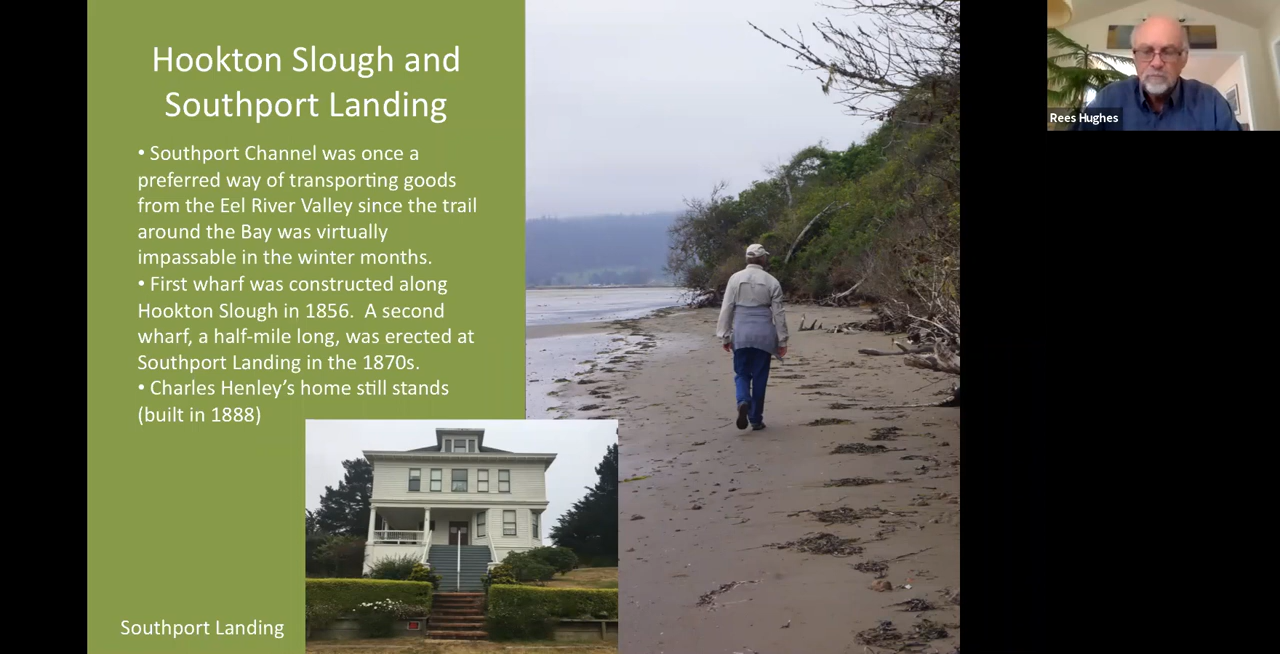 Hookton Slough and
Southport Landing
• Southport Channel was once a
preferred way of transporting goods
from the Eel River Valley since the trail
around the Bay was virtually
impassable in the winter months.
• First wharf was constructed along
Hookton Slough in 1856.  A second
wharf, a half-mile long, was erected at
Southport Landing in the 1870s.
• Charles Henley’s home still stands
(built in 1888)
Southport Landing
Rees Hughes